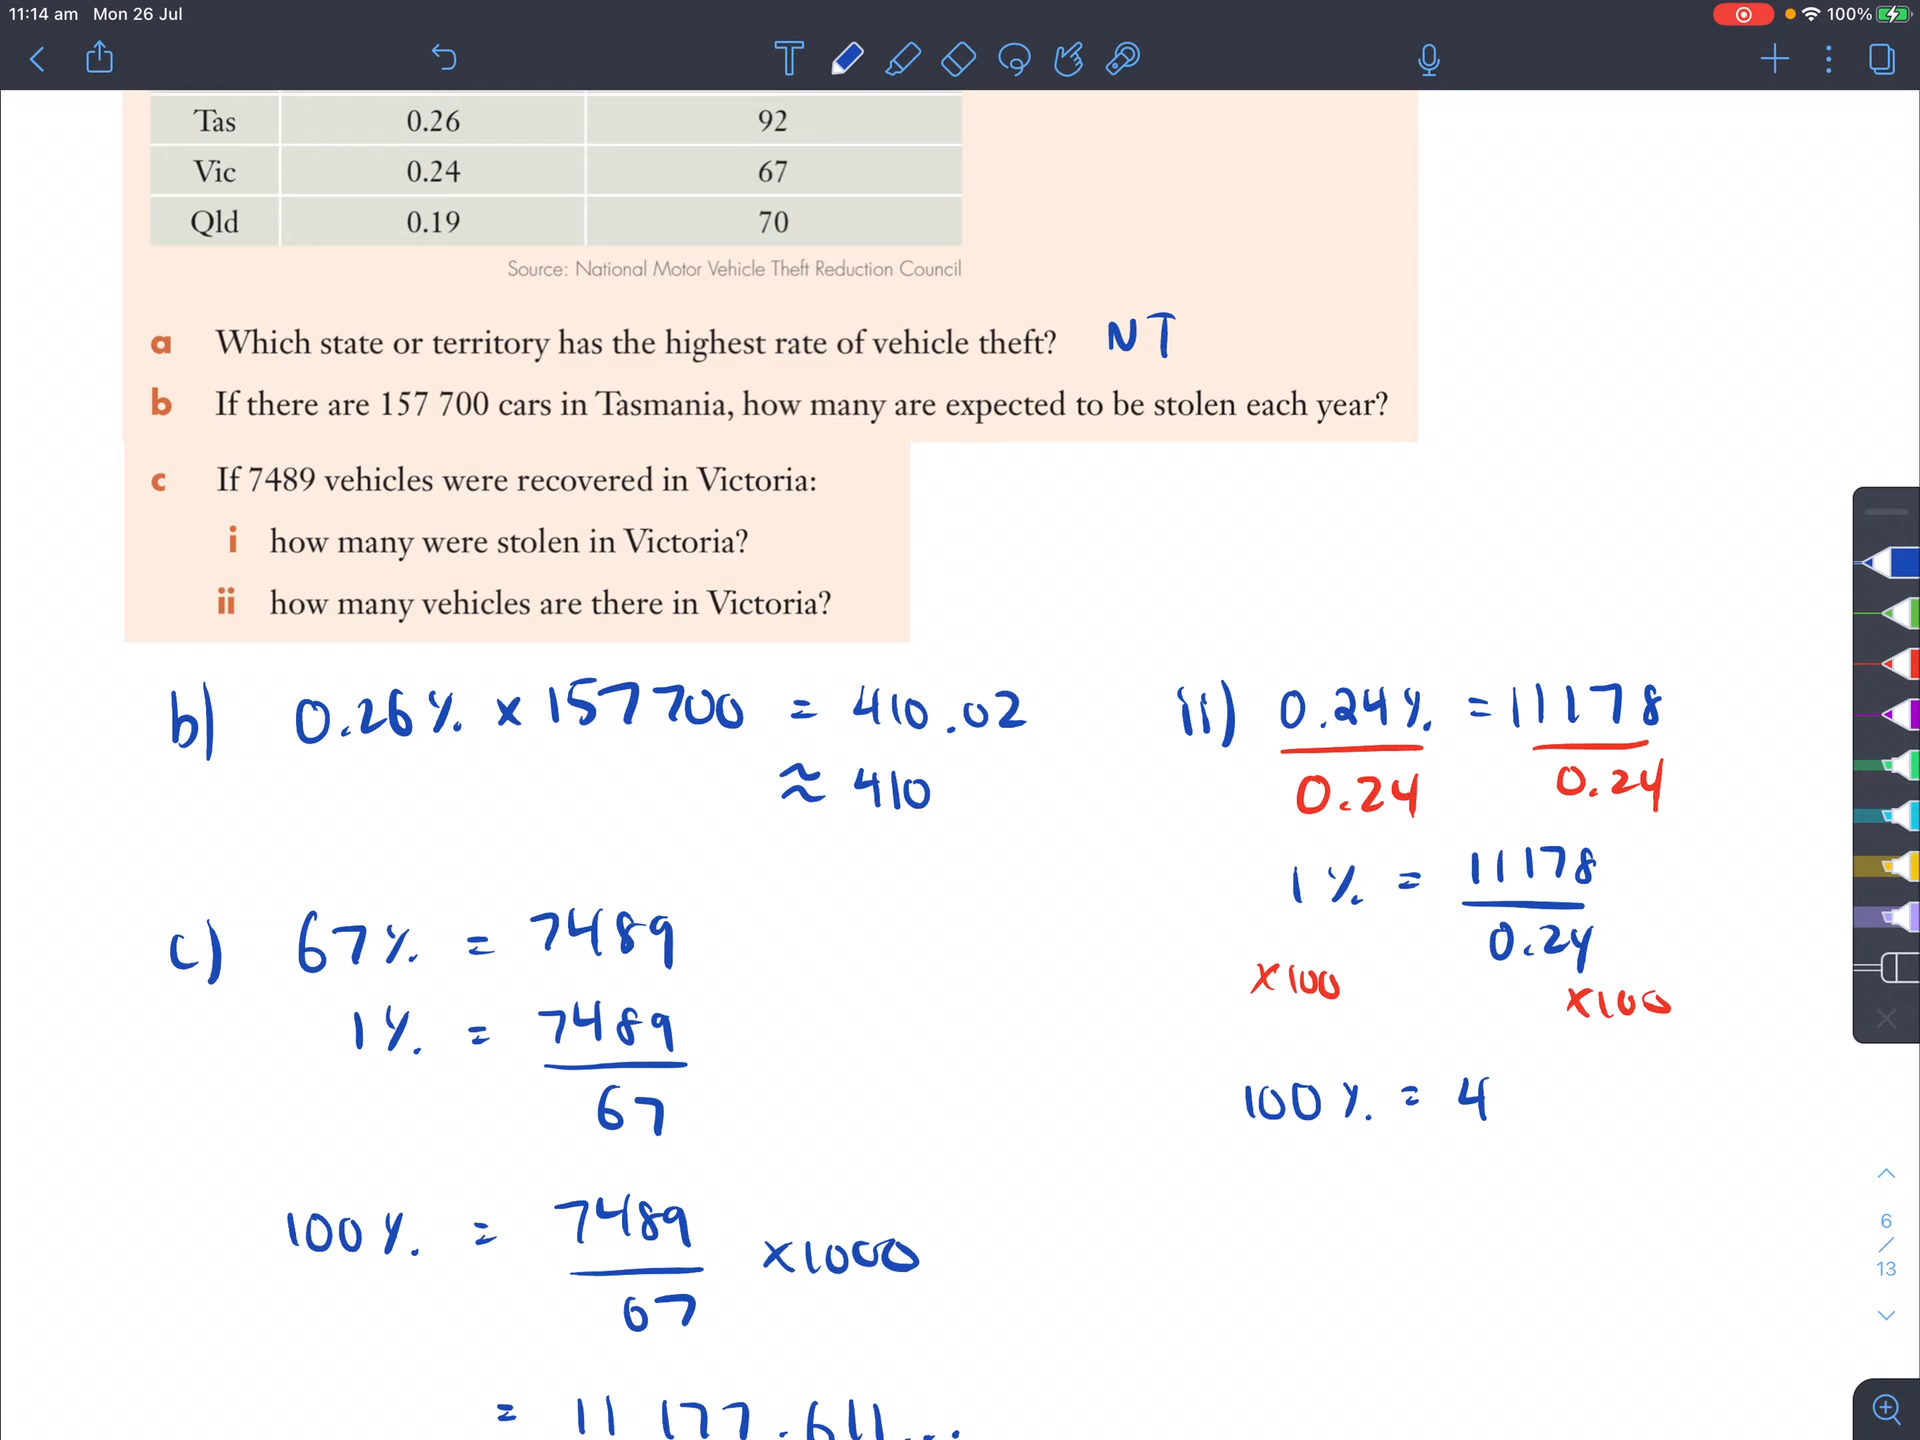 11:14 am Mon 26 Jul
100%
Tas 0.26 92
Vic 0.24 67
Qld 0.19 70
Source: National Motor Vehicle Theft Reduction Council
a Which state or territory has the highest rate of vehicle theft? NT
b If there are 157 700 cars in Tasmania, how many are expected to be stolen each year?
c If 7489 vehicles were recovered in Victoria:
i how many were stolen in Victoria?
ii how many vehicles are there in Victoria?
b) 0.26% × 157700 = 410.02
≈ 410
c) 67% = 7489
1% = 7489
67
100% = 7489 ×1000
67
= 11 177.611...
ii) 0.24% = 11178
0.24 0.24
1% = 11178
0.24
×100 ×100
100% = 4
6
/
13